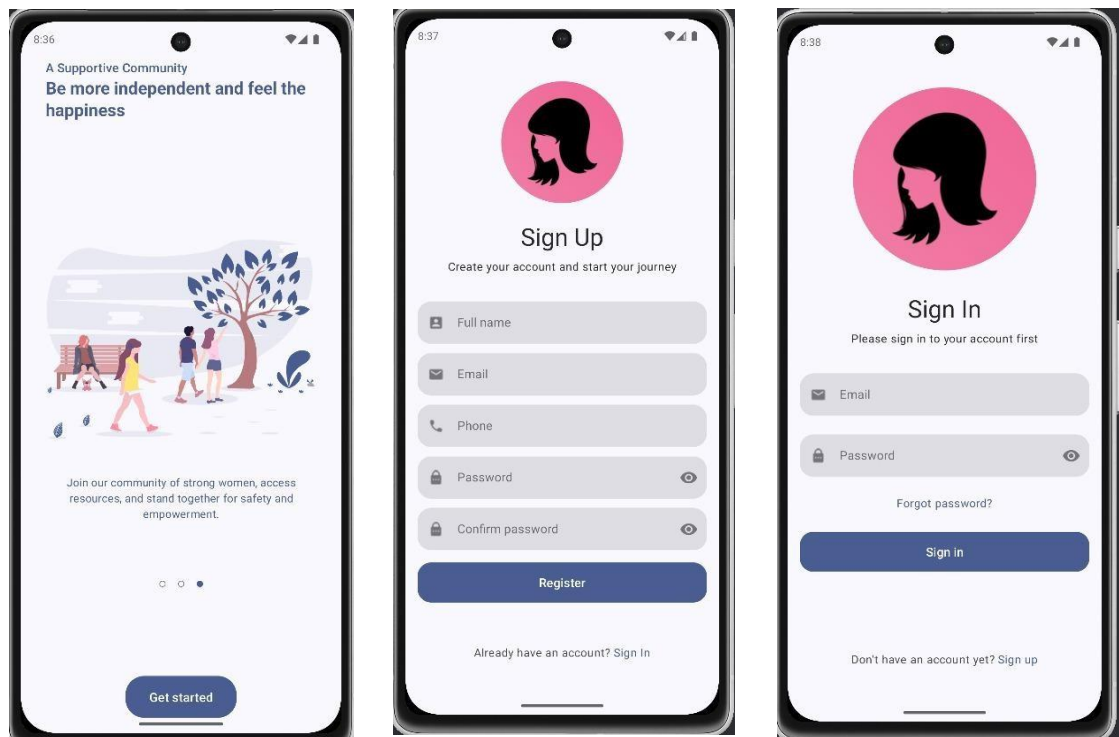 8:36
A Supportive Community
Be more independent and feel the
happiness
Join our community of strong women, access
resources, and stand together for safety and
empowerment.
Get started
8:37
Sign Up
Create your account and start your journey
Full name
Email
Phone
Password
Confirm password
Register
Already have an account? Sign In
8:38
Sign In
Please sign in to your account first
Email
Password
Forgot password?
Sign in
Don't have an account yet? Sign up